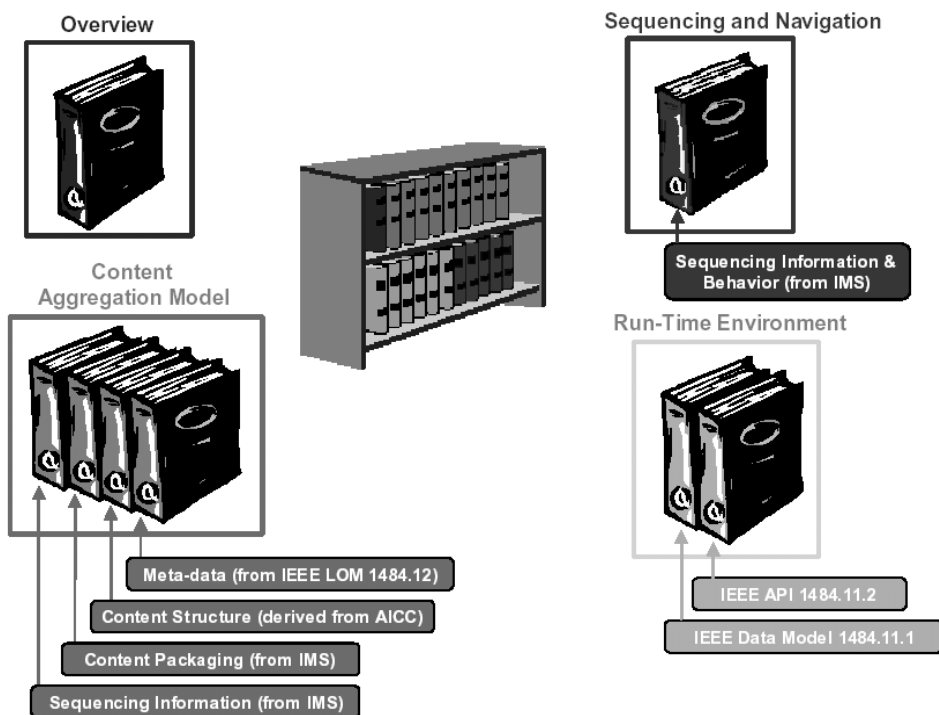 Overview
Sequencing and Navigation
Sequencing Information &
Behavior (from IMS)
Content
Aggregation Model
Run-Time Environment
Meta-data (from IEEE LOM 1484.12)
Content Structure (derived from AICC)
Content Packaging (from IMS)
Sequencing Information (from IMS)
IEEE API 1484.11.2
IEEE Data Model 1484.11.1